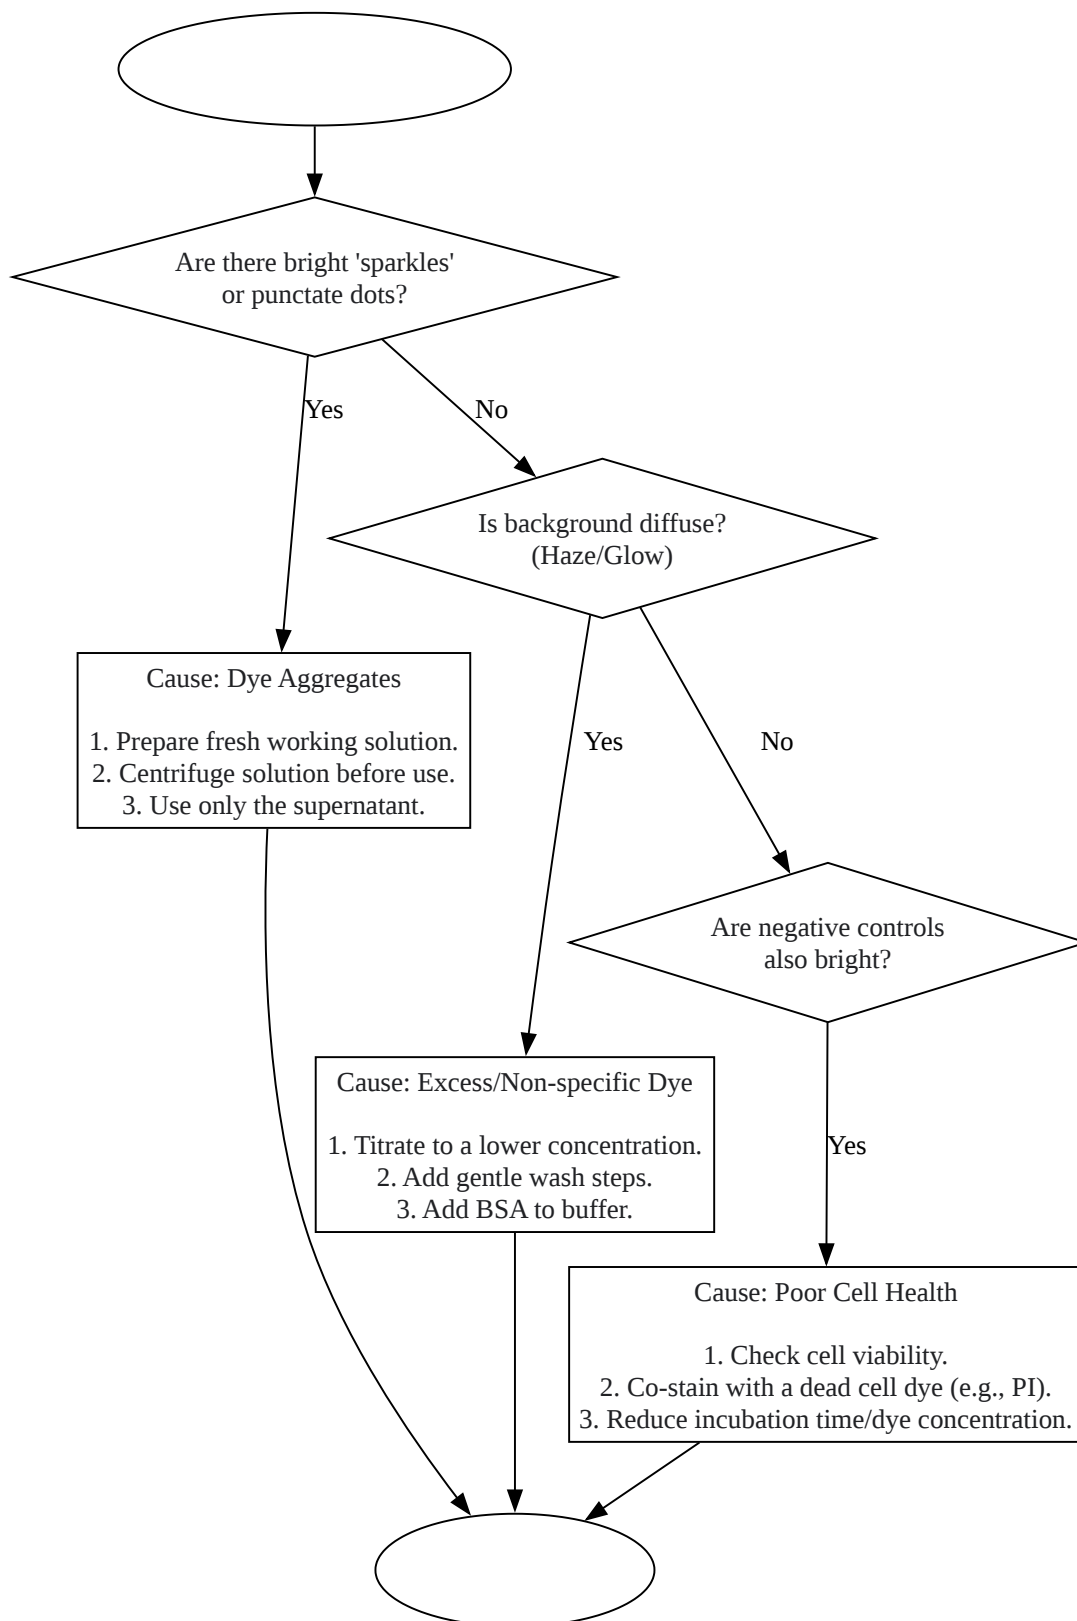 Are there bright 'sparkles'
or punctate dots?
Yes
No
Is background diffuse?
(Haze/Glow)
Cause: Dye Aggregates
1. Prepare fresh working solution.
2. Centrifuge solution before use.
3. Use only the supernatant.
Yes
No
Are negative controls
also bright?
Cause: Excess/Non-specific Dye
1. Titrate to a lower concentration.
2. Add gentle wash steps.
3. Add BSA to buffer.
Yes
Cause: Poor Cell Health
1. Check cell viability.
2. Co-stain with a dead cell dye (e.g., PI).
3. Reduce incubation time/dye concentration.